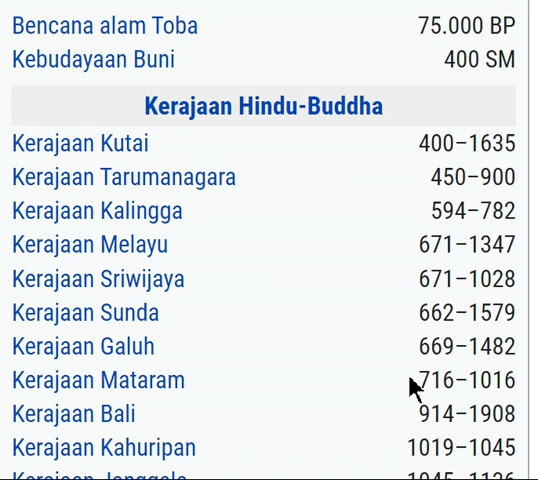 Bencana alam Toba 75.000 BP
Kebudayaan Buni 400 SM
Kerajaan Hindu-Buddha
Kerajaan Kutai 400–1635
Kerajaan Tarumanagara 450–900
Kerajaan Kalingga 594–782
Kerajaan Melayu 671–1347
Kerajaan Sriwijaya 671–1028
Kerajaan Sunda 662–1579
Kerajaan Galuh 669–1482
Kerajaan Mataram 716–1016
Kerajaan Bali 914–1908
Kerajaan Kahuripan 1019–1045
Kerajaan